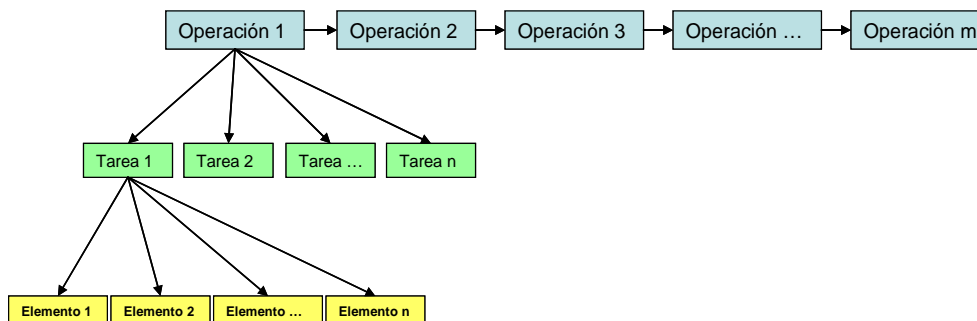 Operación 1
Operación 2
Operación 3
Operación …
Operación m
Tarea 1
Tarea 2
Tarea …
Tarea n
Elemento 1
Elemento 2
Elemento …
Elemento n